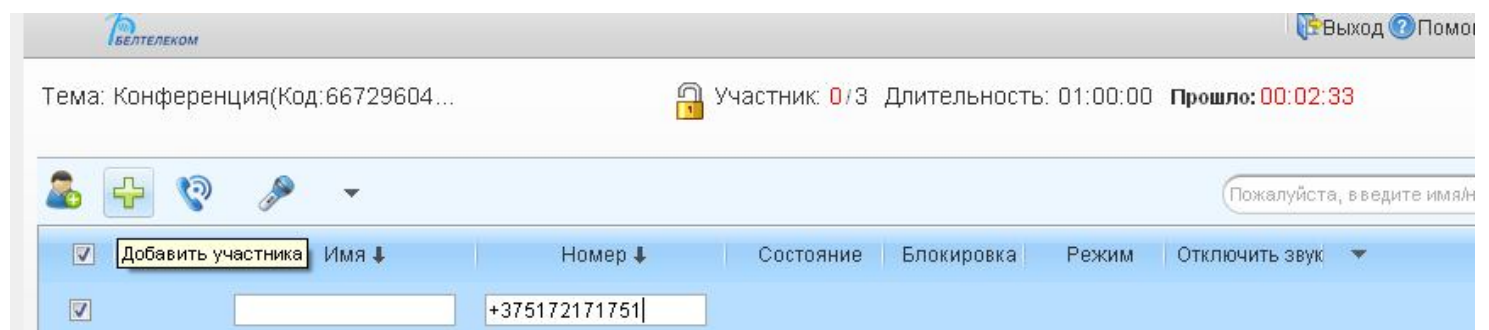 БЕЛТЕЛЕКОМ
Выход Помо
Тема: Конференция(Код:66729604... Участник: 0/3 Длительность: 01:00:00 Прошло: 00:02:33
Пожалуйста, введите имя/н
Добавить участника Имя Номер Состояние Блокировка Режим Отключить звук
+375172171751